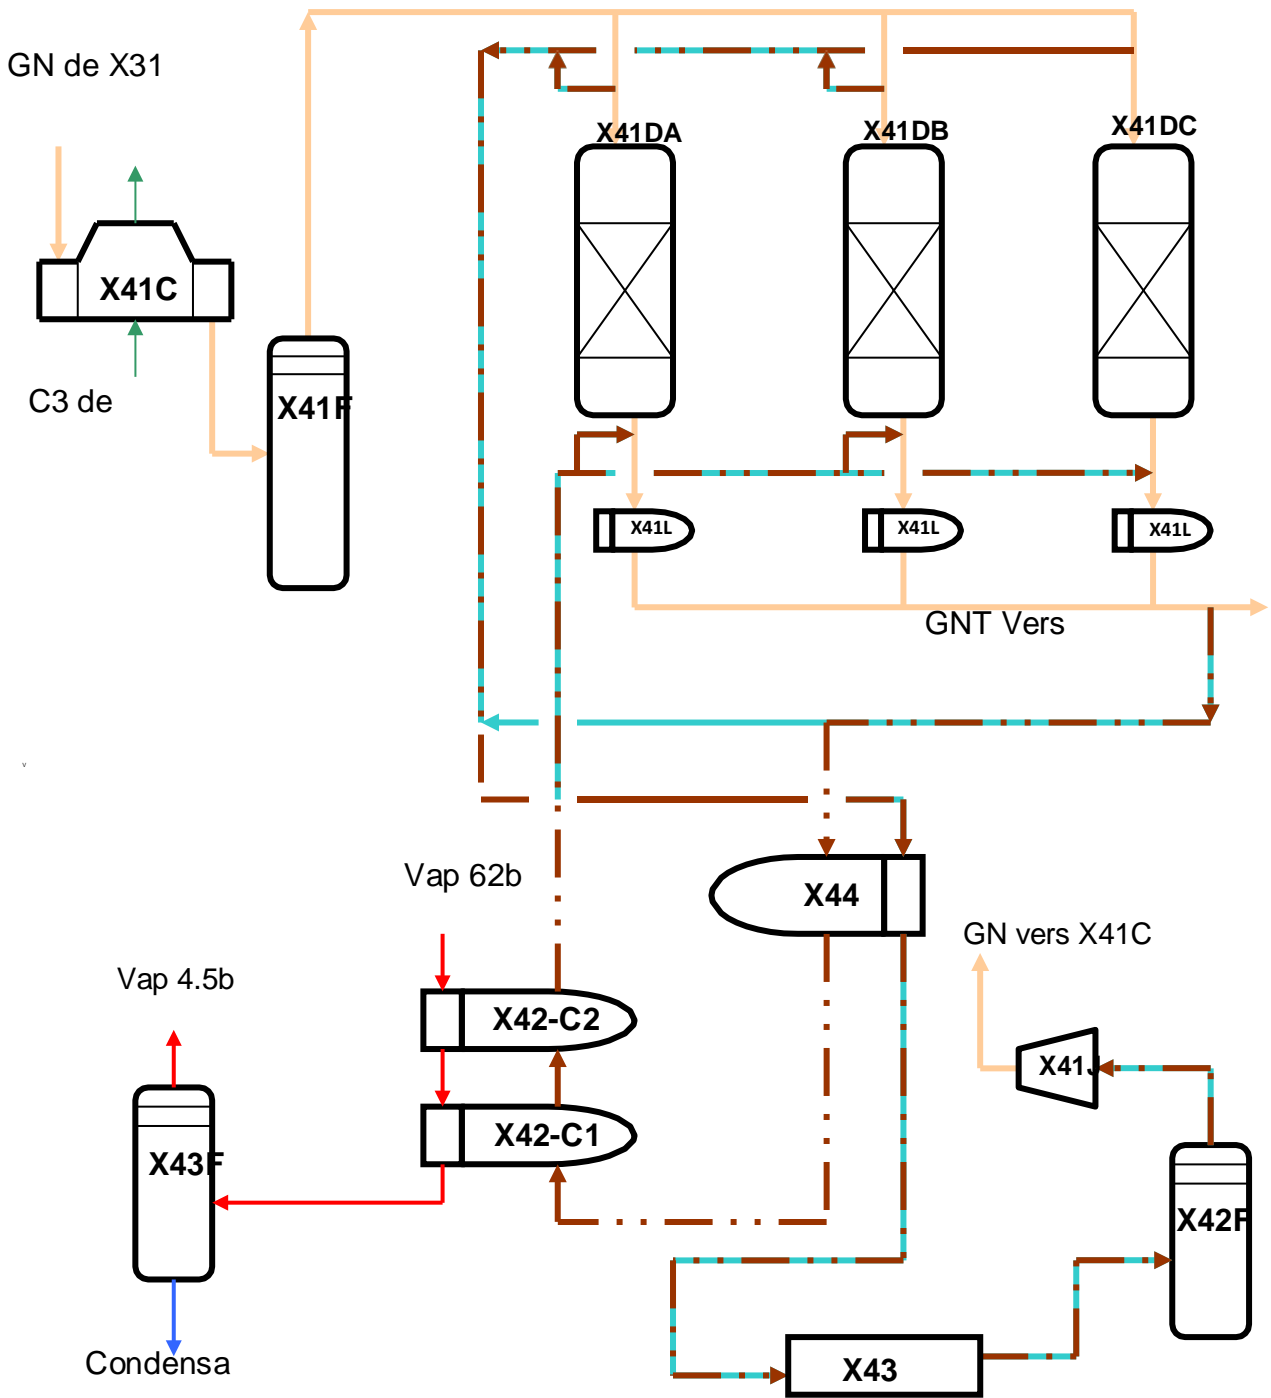 GN de X31
X41DA
X41DB
X41DC
X41C
C3 de
X41F
X41L
X41L
X41L
GNT Vers
v
Vap 62b
X44
GN vers X41C
Vap 4.5b
X42-C2
X41J
X42-C1
X43F
X42F
Condensa
X43